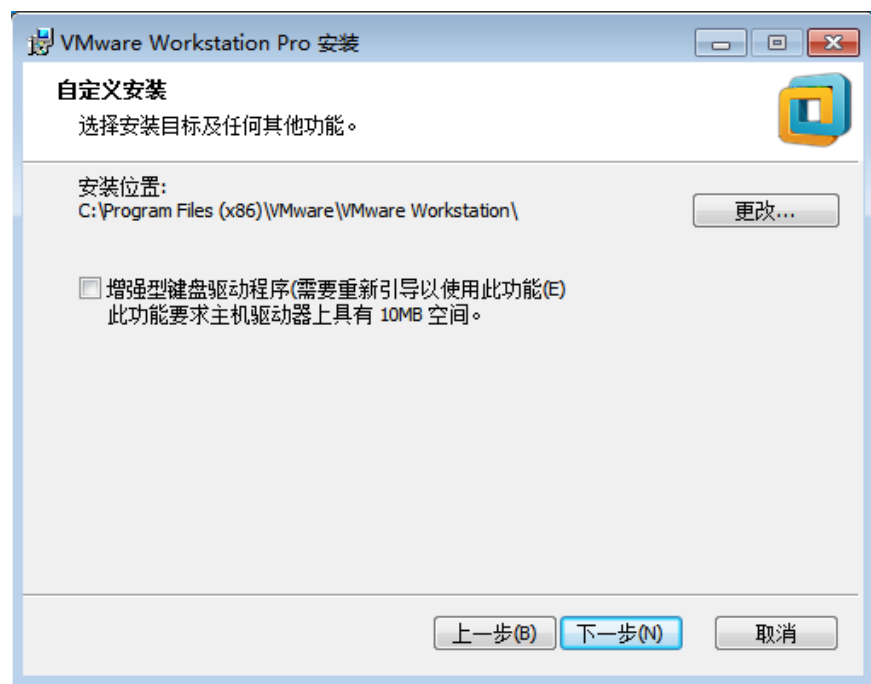 VMware Workstation Pro 安装
自定义安装
选择安装目标及任何其他功能。
安装位置:
C:\Program Files (x86)\VMware\VMware Workstation\
更改...
增强型键盘驱动程序(需要重新引导以使用此功能(E)
此功能要求主机驱动器上具有 10MB 空间。
上一步(B) 下一步(N) 取消